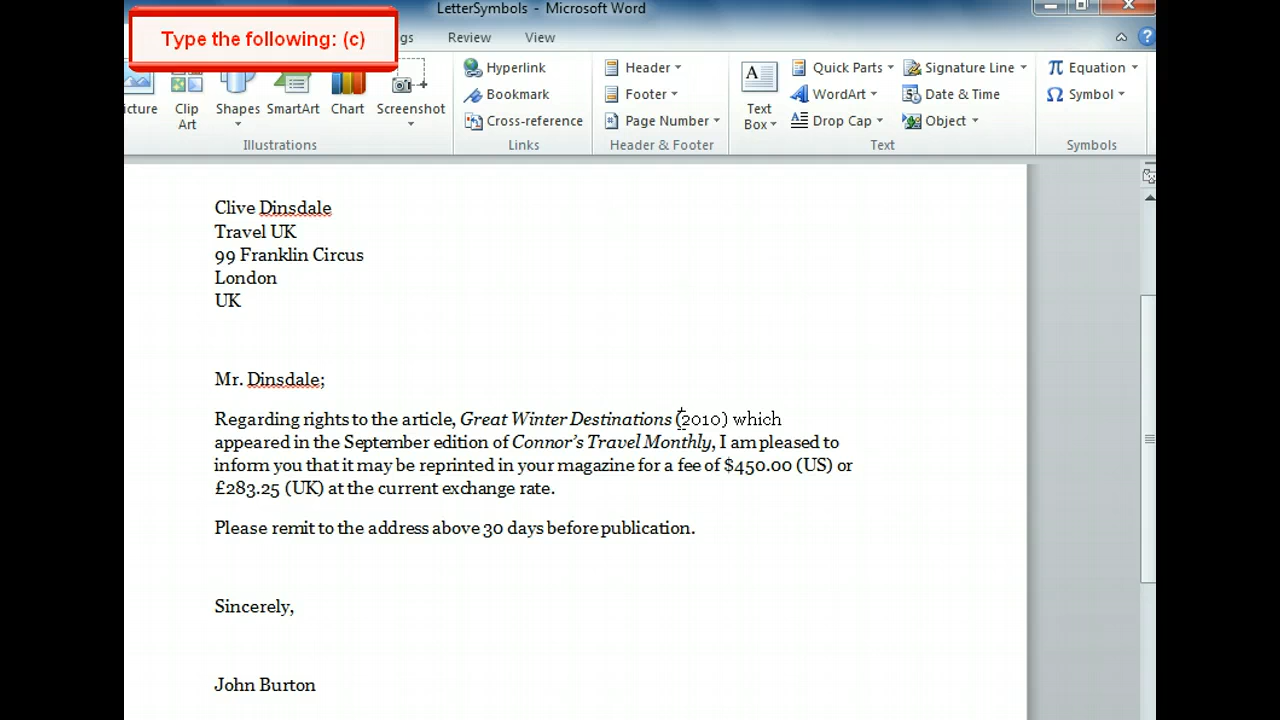 LetterSymbols - Microsoft Word
Type the following: (c)
gs Review View
icture Clip Art Shapes SmartArt Chart Screenshot
Illustrations
Hyperlink
Bookmark
Cross-reference
Links
Header
Footer
Page Number
Header & Footer
Text Box
Quick Parts
WordArt
Drop Cap
Signature Line
Date & Time
Object
Text
Equation
Symbol
Symbols
Clive Dinsdale
Travel UK
99 Franklin Circus
London
UK
Mr. Dinsdale;
Regarding rights to the article, Great Winter Destinations (2010) which
appeared in the September edition of Connor's Travel Monthly, I am pleased to
inform you that it may be reprinted in your magazine for a fee of $450.00 (US) or
£283.25 (UK) at the current exchange rate.
Please remit to the address above 30 days before publication.
Sincerely,
John Burton